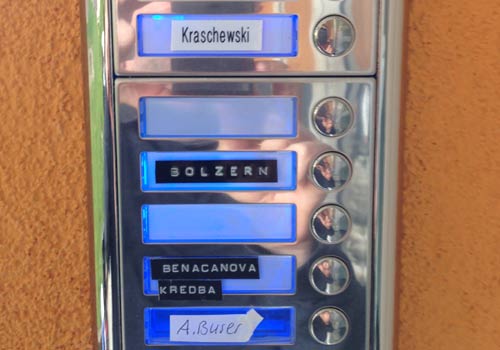 Kraschewski
BOLZERN
BENACANOVA
KREDBA
A. Buser